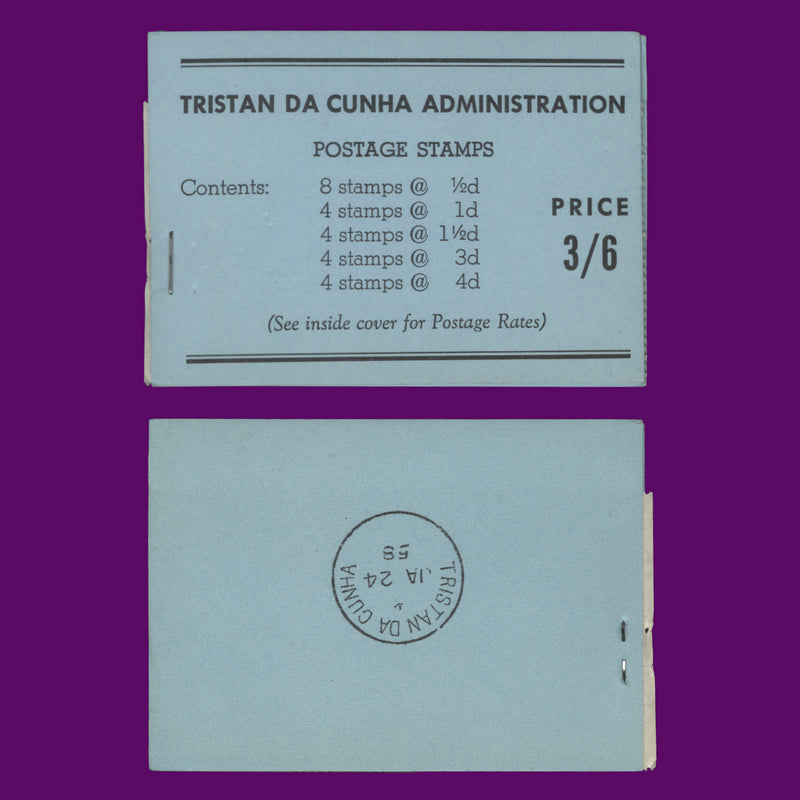 TRISTAN DA CUNHA ADMINISTRATION
POSTAGE STAMPS
Contents: 8 stamps @ ½d
4 stamps @ 1d
4 stamps @ 1½d
4 stamps @ 3d
4 stamps @ 4d
PRICE
3/6
(See inside cover for Postage Rates)
TRISTAN DA CUNHA
JA 24
58